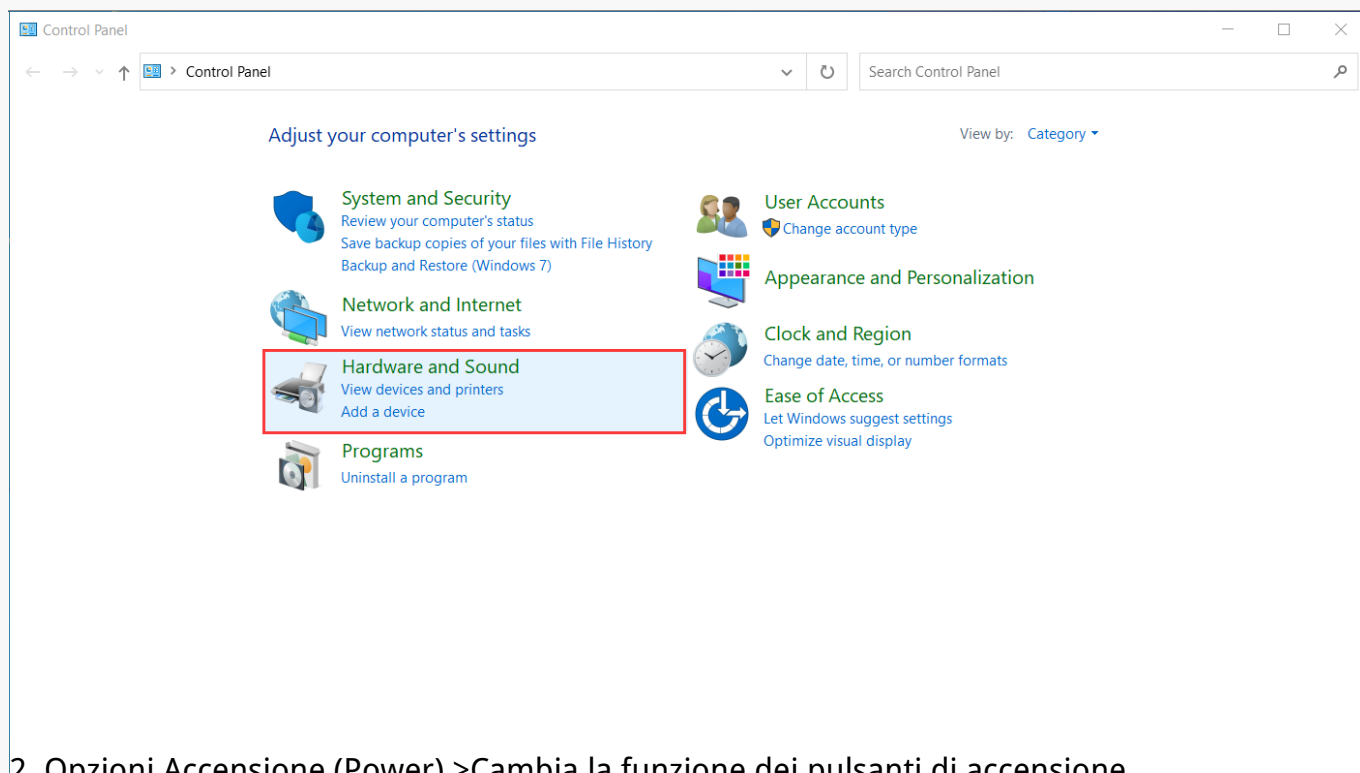 Control Panel
Control Panel
Search Control Panel
Adjust your computer's settings
View by: Category
System and Security
Review your computer's status
Save backup copies of your files with File History
Backup and Restore (Windows 7)
Network and Internet
View network status and tasks
Hardware and Sound
View devices and printers
Add a device
Programs
Uninstall a program
User Accounts
Change account type
Appearance and Personalization
Clock and Region
Change date, time, or number formats
Ease of Access
Let Windows suggest settings
Optimize visual display
2. Opzioni Accensione (Power) >Cambia la funzione dei pulsanti di accensione